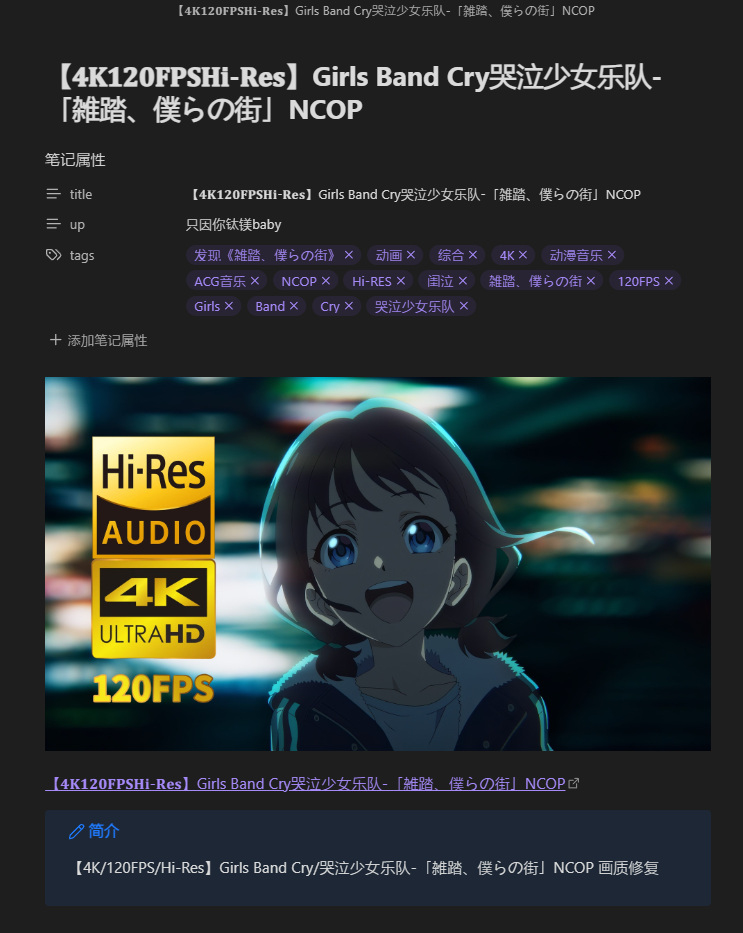 【4K120FPSHi-Res】Girls Band Cry哭泣少女乐队-「雑踏、僕らの街」NCOP
【4K120FPSHi-Res】Girls Band Cry哭泣少女乐队-
「雑踏、僕らの街」NCOP
笔记属性
title 【4K120FPSHi-Res】Girls Band Cry哭泣少女乐队-「雑踏、僕らの街」NCOP
up 只因你钛镁baby
tags 发现《雑踏、僕らの街》 × 动画 × 综合 × 4K × 动漫音乐 ×
ACG音乐 × NCOP × Hi-RES × 闺泣 × 雑踏、僕らの街 × 120FPS ×
Girls × Band × Cry × 哭泣少女乐队 ×
+ 添加笔记属性
Hi-Res
AUDIO
4K
ULTRAHD
120FPS
【4K120FPSHi-Res】Girls Band Cry哭泣少女乐队-「雑踏、僕らの街」NCOP
简介
【4K/120FPS/Hi-Res】Girls Band Cry/哭泣少女乐队-「雑踏、僕らの街」NCOP 画质修复